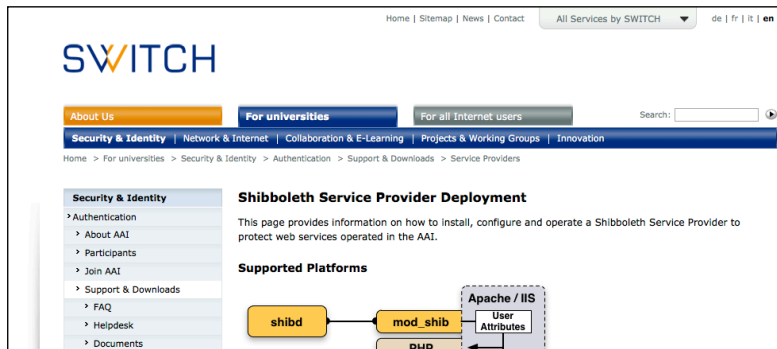 Home | Sitemap | News | Contact All Services by SWITCH de | fr | it | en
SWITCH
About Us For universities For all Internet users Search:
Security & Identity | Network & Internet | Collaboration & E-Learning | Projects & Working Groups | Innovation
Home > For universities > Security & Identity > Authentication > Support & Downloads > Service Providers
Security & Identity
Authentication
About AAI
Participants
Join AAI
Support & Downloads
FAQ
Helpdesk
Documents
Shibboleth Service Provider Deployment
This page provides information on how to install, configure and operate a Shibboleth Service Provider to
protect web services operated in the AAI.
Supported Platforms
Apache / IIS
shibd
mod_shib
User
Attributes
PHP